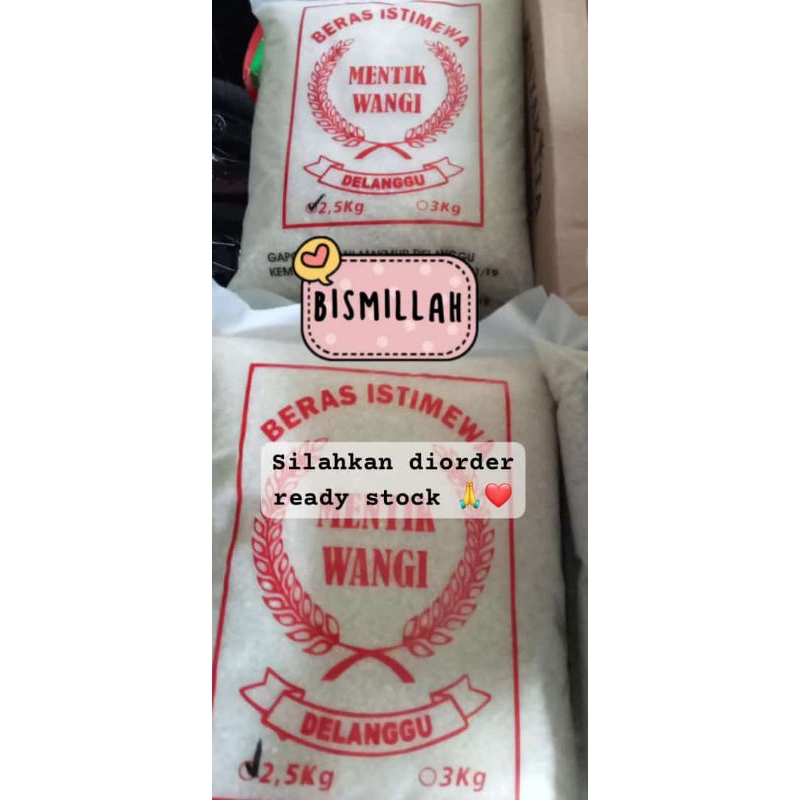 BERAS ISTIMEWA
MENTIK
WANGI
DELANGGU
2,5Kg 3Kg
DELANGGU
BISMILLAH
BERAS ISTIMEWA
Silahkan diorder
ready stock 🙏❤️
MENTIK
WANGI
DELANGGU
2,5Kg 3Kg